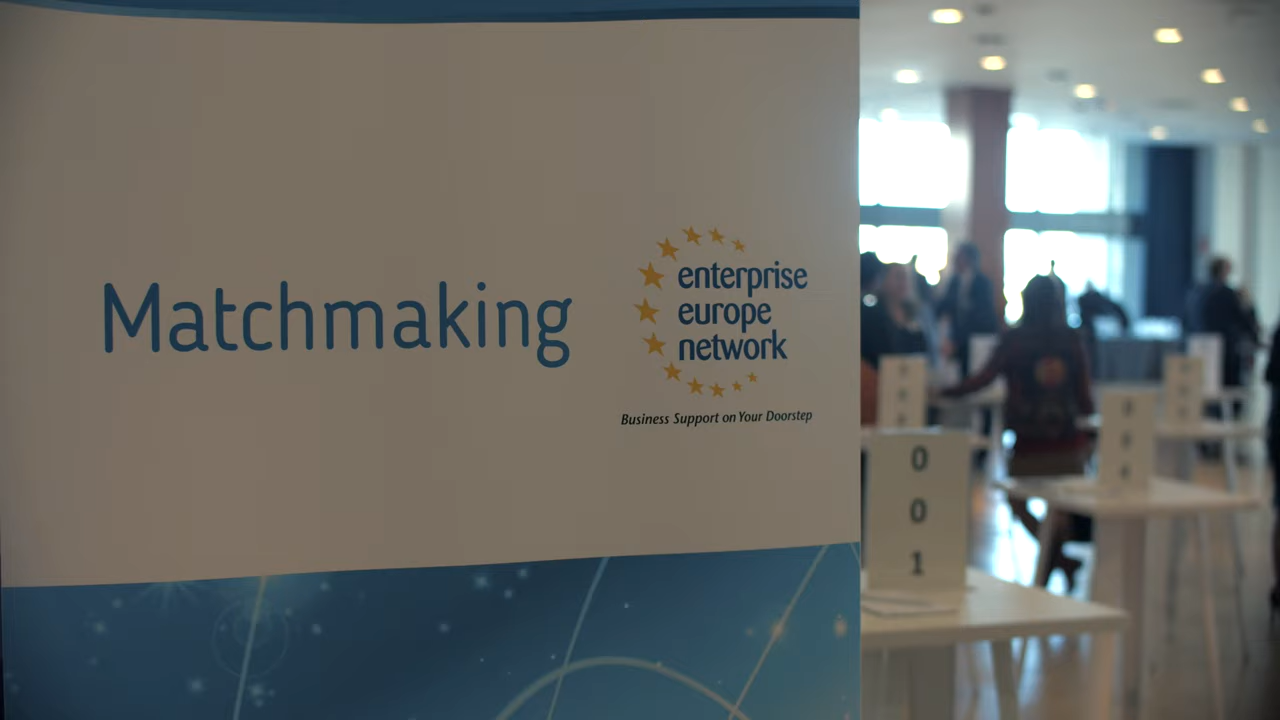 Matchmaking
enterprise
europe
network
Business Support on Your Doorstep
0
0
1